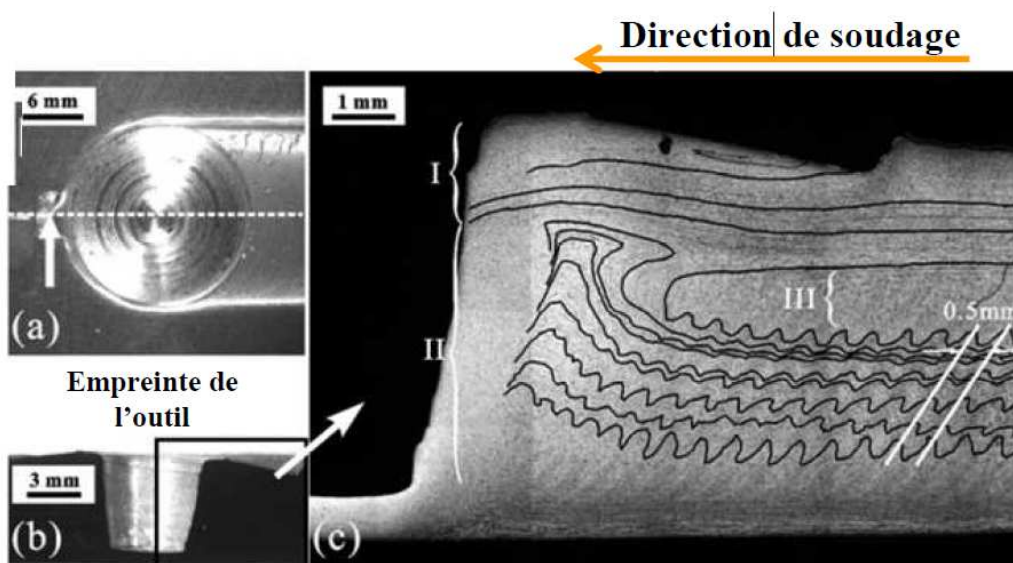 Direction de soudage
6 mm
1 mm
I
(a)
III
0.5mm
II
Empreinte de
l'outil
3 mm
(b)
(c)